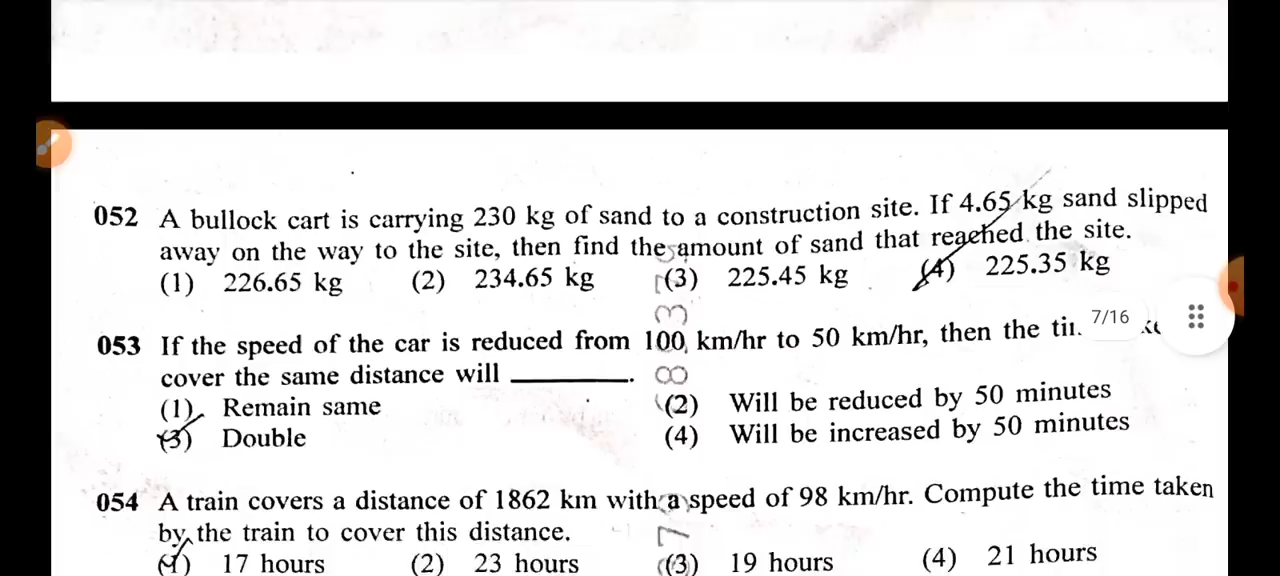 052 A bullock cart is carrying 230 kg of sand to a construction site. If 4.65 kg sand slipped
away on the way to the site, then find the amount of sand that reached the site.
(1) 226.65 kg (2) 234.65 kg (3) 225.45 kg (4) 225.35 kg
053 If the speed of the car is reduced from 100 km/hr to 50 km/hr, then the
7/16
cover the same distance will ________.
(1) Remain same (2) Will be reduced by 50 minutes
(3) Double (4) Will be increased by 50 minutes
054 A train covers a distance of 1862 km with a speed of 98 km/hr. Compute the time taken
by the train to cover this distance.
(1) 17 hours (2) 23 hours (3) 19 hours (4) 21 hours